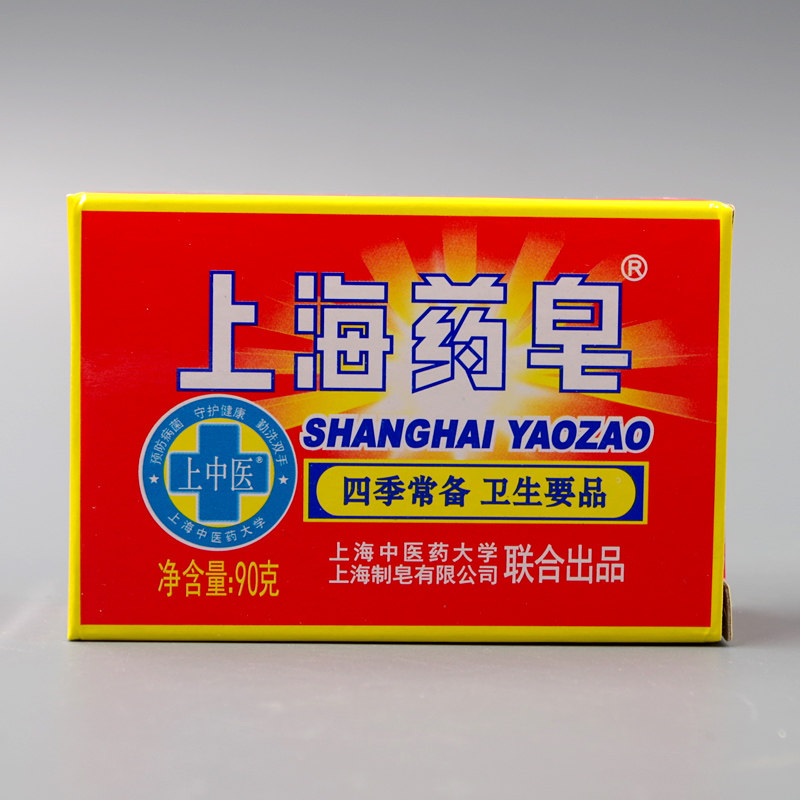 上海药皂®
SHANGHAI YAOZAO
预防病菌 守护健康 勤洗双手
上中医®
上海中医药大学
四季常备 卫生要品
净含量:90克
上海中医药大学
上海制皂有限公司
联合出品